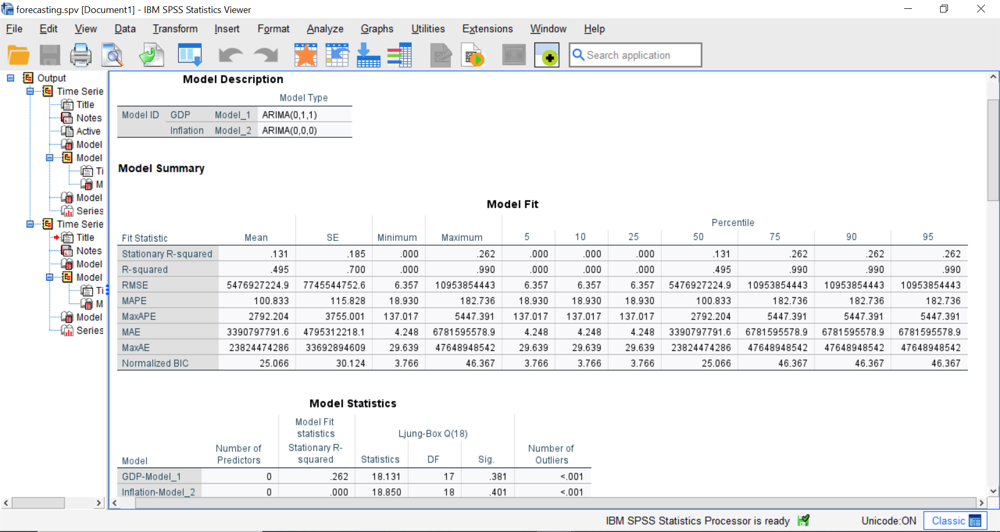 forecasting.spv [Document1] - IBM SPSS Statistics Viewer
File Edit View Data Transform Insert Format Analyze Graphs Utilities Extensions Window Help
Search application
Output
Time Serie
Title
Notes
Active
Model
Model
Ti
M
Model
Series
Time Serie
Title
Notes
Model
Model
Ti
M
Model
Series
Model Description
Model Type
Model ID GDP Model_1 ARIMA(0,1,1)
Inflation Model_2 ARIMA(0,0,0)
Model Summary
Model Fit
Percentile
Fit Statistic Mean SE Minimum Maximum 5 10 25 50 75 90 95
Stationary R-squared .131 .185 .000 .262 .000 .000 .000 .131 .262 .262 .262
R-squared .495 .700 .000 .990 .000 .000 .000 .495 .990 .990 .990
RMSE 5476927224.9 7745544752.6 6.357 10953854443 6.357 6.357 6.357 5476927224.9 10953854443 10953854443 10953854443
MAPE 100.833 115.828 18.930 182.736 18.930 18.930 18.930 100.833 182.736 182.736 182.736
MaxAPE 2792.204 3755.001 137.017 5447.391 137.017 137.017 137.017 2792.204 5447.391 5447.391 5447.391
MAE 3390797791.6 4795312218.1 4.248 6781595578.9 4.248 4.248 4.248 3390797791.6 6781595578.9 6781595578.9 6781595578.9
MaxAE 23824474286 33692894609 29.639 47648948542 29.639 29.639 29.639 23824474286 47648948542 47648948542 47648948542
Normalized BIC 25.066 30.124 3.766 46.367 3.766 3.766 3.766 25.066 46.367 46.367 46.367
Model Statistics
Model Fit
statistics
Ljung-Box Q(18)
Number of Stationary R- Number of
Model Predictors squared Statistics DF Sig. Outliers
GDP-Model_1 0 .262 18.131 17 .381 <.001
Inflation-Model_2 0 .000 18.850 18 .401 <.001
IBM SPSS Statistics Processor is ready Unicode:ON Classic